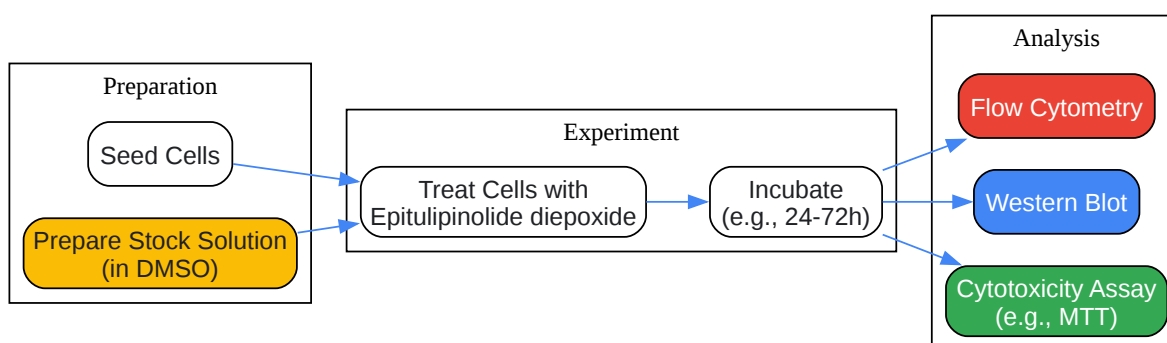 Preparation
Seed Cells
Prepare Stock Solution
(in DMSO)
Experiment
Treat Cells with
Epitulipinolide diepoxide
Incubate
(e.g., 24-72h)
Analysis
Flow Cytometry
Western Blot
Cytotoxicity Assay
(e.g., MTT)